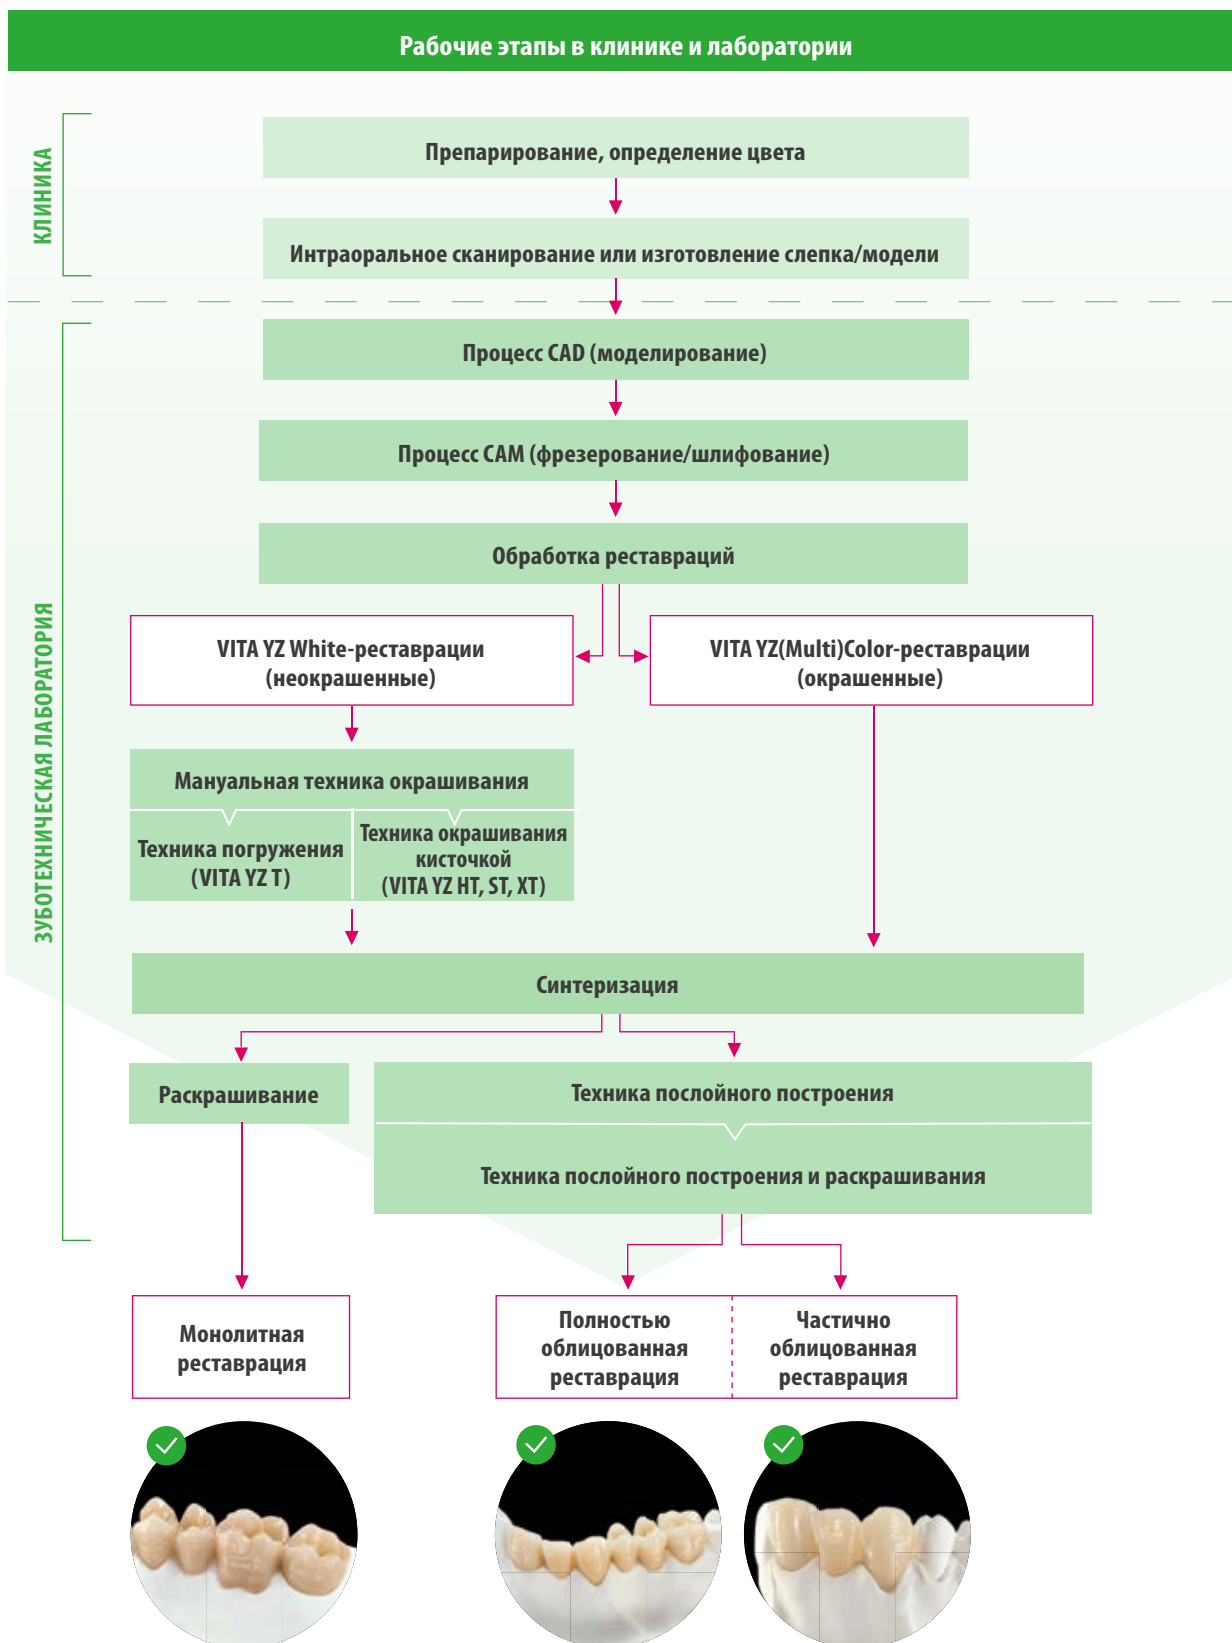 Рабочие этапы в клинике и лаборатории
КЛИНИКА
Препарирование, определение цвета
Интраоральное сканирование или изготовление слепка/модели
ЗУБОТЕХНИЧЕСКАЯ ЛАБОРАТОРИЯ
Процесс CAD (моделирование)
Процесс CAM (фрезерование/шлифование)
Обработка реставраций
VITA YZ White-реставрации
(неокрашенные)
VITA YZ(Multi)Color-реставрации
(окрашенные)
Мануальная техника окрашивания
Техника погружения
(VITA YZ T)
Техника окрашивания
кисточкой
(VITA YZ HT, ST, XT)
Синтеризация
Раскрашивание
Техника послойного построения
Техника послойного построения и раскрашивания
Монолитная
реставрация
Полностью
облицованная
реставрация
Частично
облицованная
реставрация